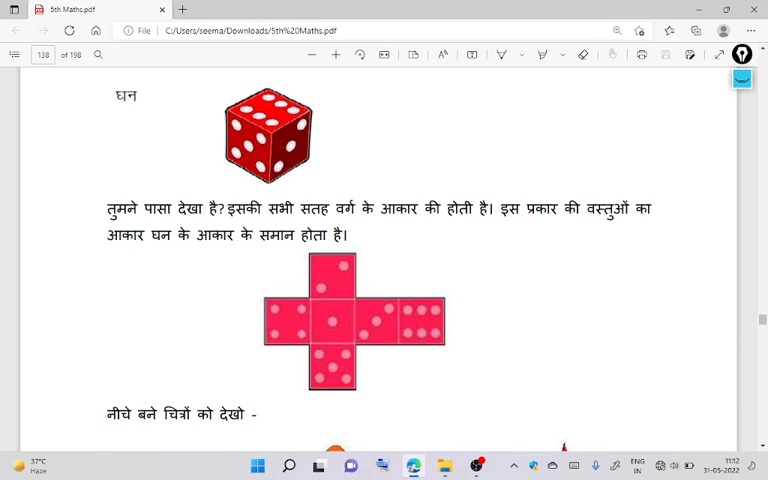 5th Maths.pdf
File C:/Users/seema/Downloads/5th%20Maths.pdf
138 of 198
घन
तुमने पासा देखा है? इसकी सभी सतह वर्ग के आकार की होती है। इस प्रकार की वस्तुओं का
आकार घन के आकार के समान होता है।
नीचे बने चित्रों को देखो -
37°C
Haze
ENG
IN
11:12
31-05-2022